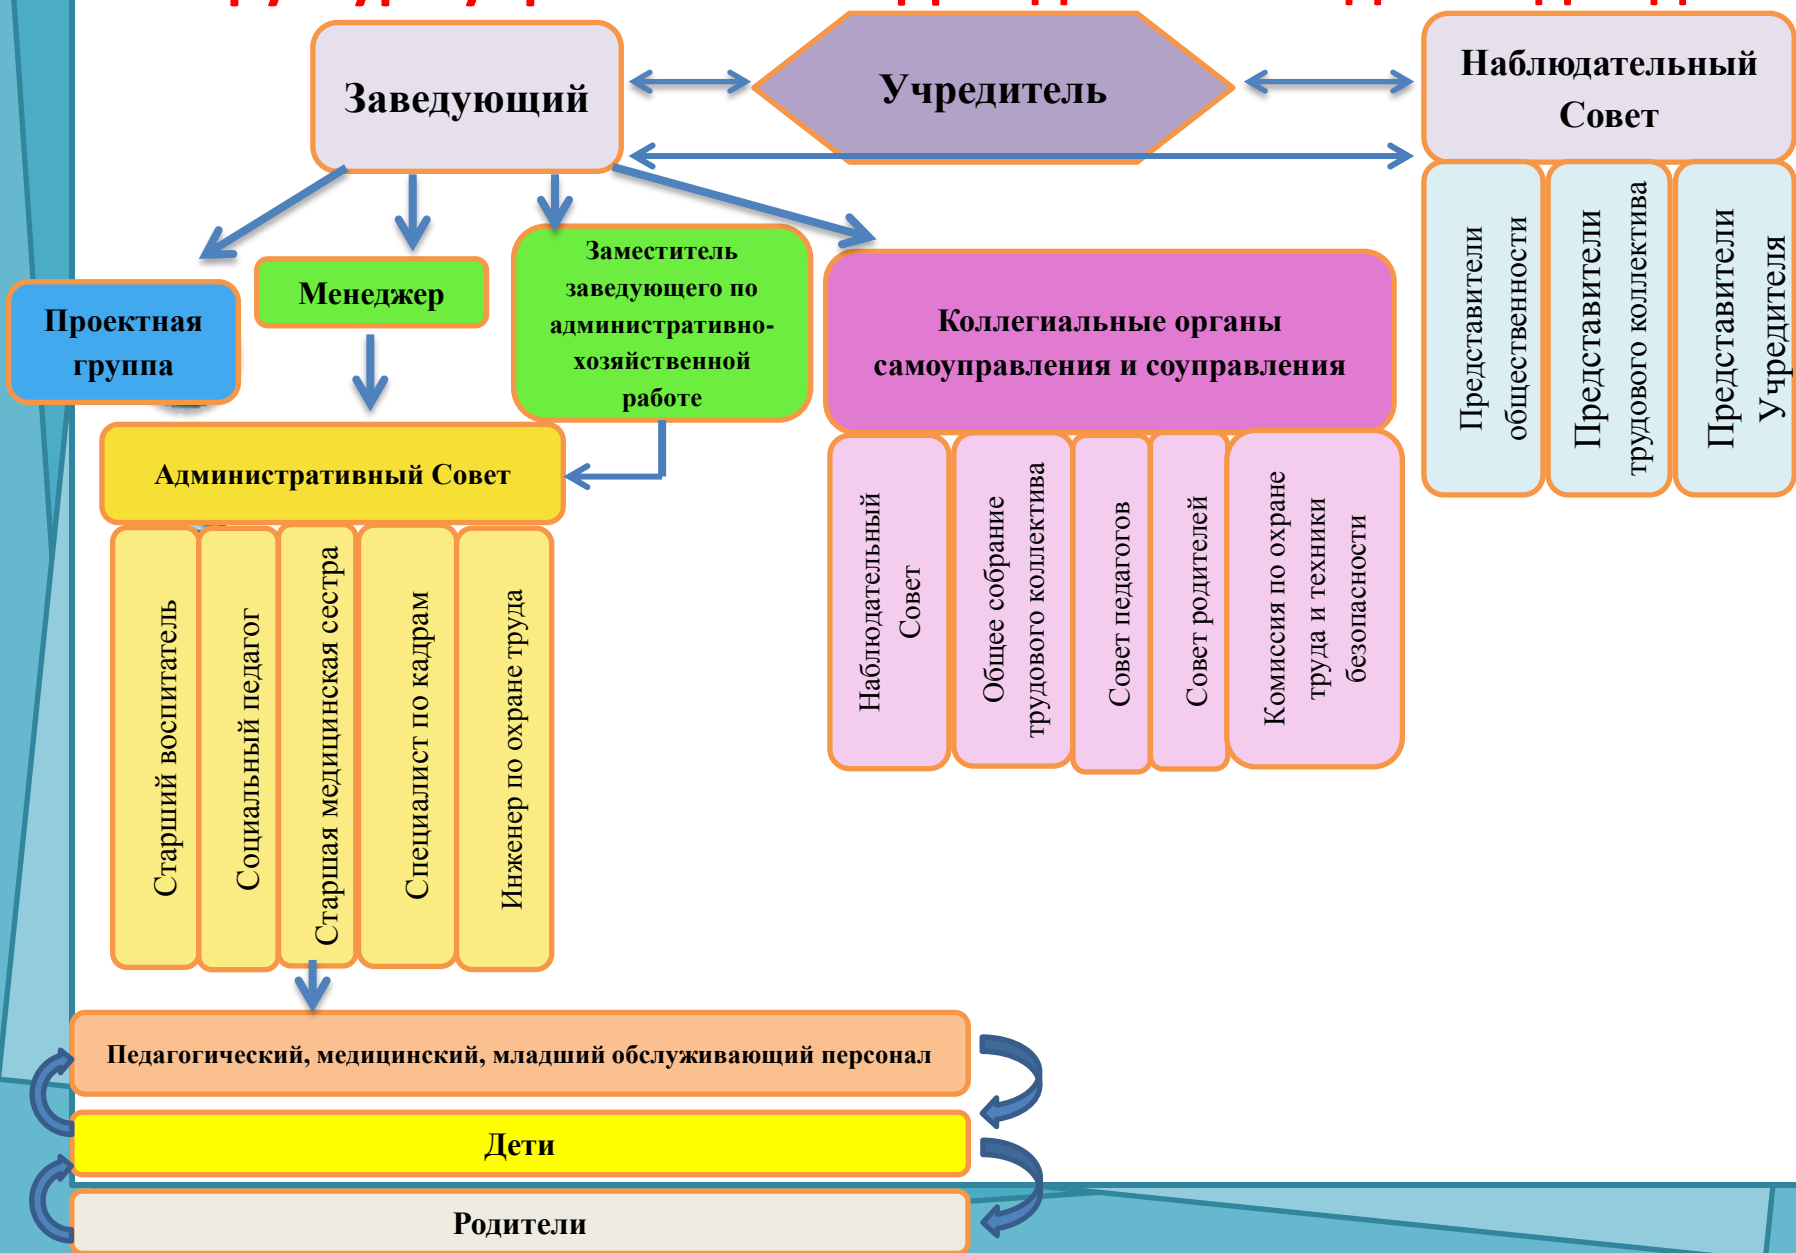 Заведующий
Учредитель
Наблюдательный
Совет
Представители
общественности
Представители
трудового коллектива
Представители
Учредителя
Проектная
группа
Менеджер
Заместитель
заведующего по
административно-
хозяйственной
работе
Коллегиальные органы
самоуправления и соуправления
Административный Совет
Наблюдательный
Совет
Общее собрание
трудового коллектива
Совет педагогов
Совет родителей
Комиссия по охране
труда и техники
безопасности
Старший воспитатель
Социальный педагог
Старшая медицинская сестра
Специалист по кадрам
Инженер по охране труда
Педагогический, медицинский, младший обслуживающий персонал
Дети
Родители